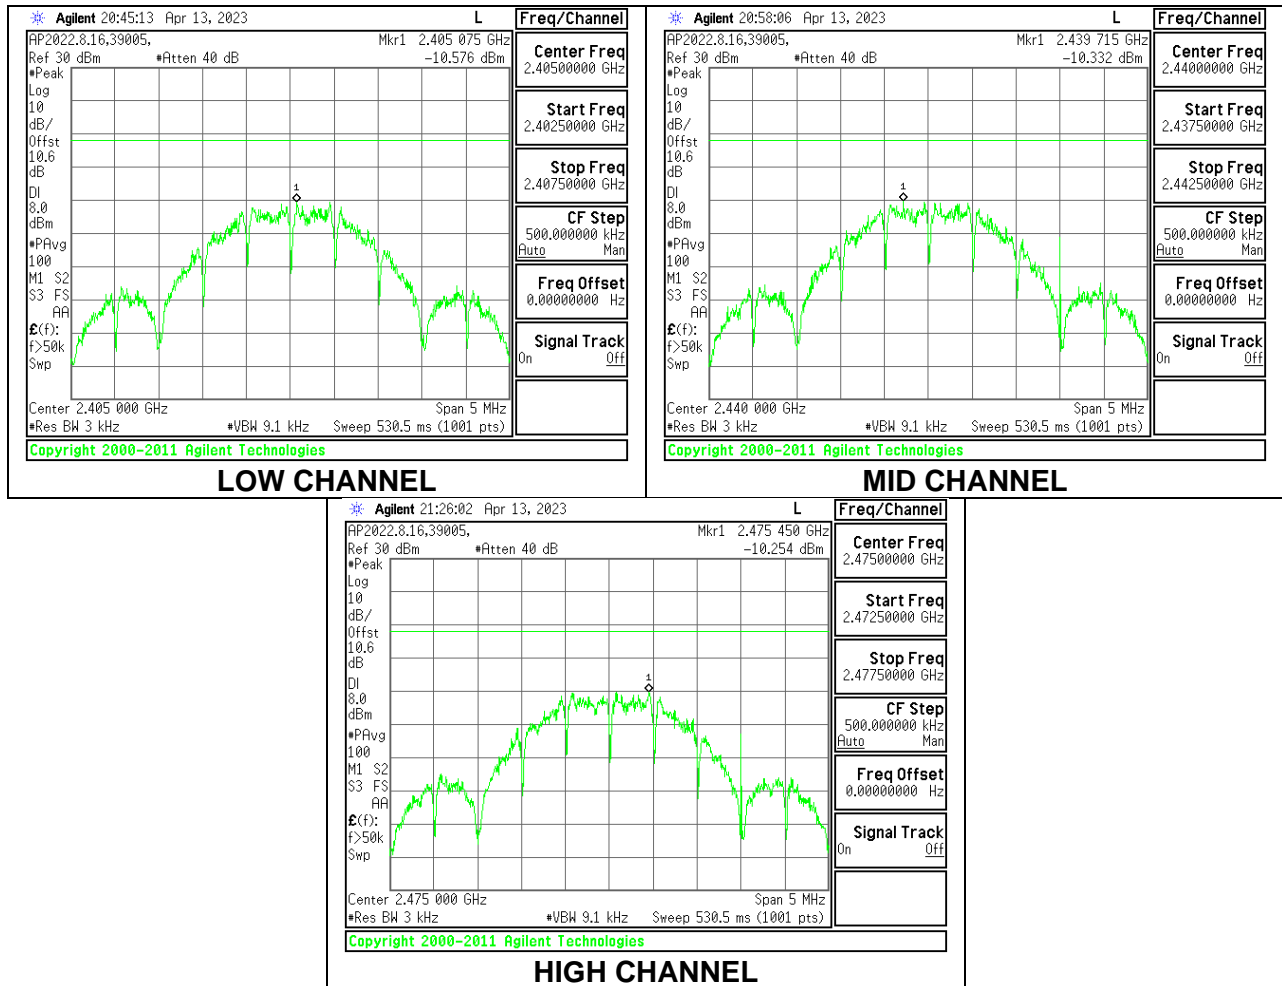 Agilent 20:45:13 Apr 13, 2023 L Freq/Channel
AP2022.8.16,39005, Mkr1 2.405 075 GHz
Ref 30 dBm #Atten 40 dB -10.576 dBm
#Peak
Log
10
dB/
Offst
10.6
dB
DI
8.0
dBm
#PAvg
100
M1 S2
S3 FS
AA
£(f):
f>50k
Swp
1
Center 2.405 000 GHz Span 5 MHz
#Res BW 3 kHz #VBW 9.1 kHz Sweep 530.5 ms (1001 pts)
Center Freq
2.40500000 GHz
Start Freq
2.40250000 GHz
Stop Freq
2.40750000 GHz
CF Step
500.000000 kHz
Auto Man
Freq Offset
0.00000000 Hz
Signal Track
On Off
Copyright 2000-2011 Agilent Technologies
LOW CHANNEL
Agilent 20:58:06 Apr 13, 2023 L Freq/Channel
AP2022.8.16,39005, Mkr1 2.439 715 GHz
Ref 30 dBm #Atten 40 dB -10.332 dBm
#Peak
Log
10
dB/
Offst
10.6
dB
DI
8.0
dBm
#PAvg
100
M1 S2
S3 FS
AA
£(f):
f>50k
Swp
1
Center 2.440 000 GHz Span 5 MHz
#Res BW 3 kHz #VBW 9.1 kHz Sweep 530.5 ms (1001 pts)
Center Freq
2.44000000 GHz
Start Freq
2.43750000 GHz
Stop Freq
2.44250000 GHz
CF Step
500.000000 kHz
Auto Man
Freq Offset
0.00000000 Hz
Signal Track
On Off
Copyright 2000-2011 Agilent Technologies
MID CHANNEL
Agilent 21:26:02 Apr 13, 2023 L Freq/Channel
AP2022.8.16,39005, Mkr1 2.475 450 GHz
Ref 30 dBm #Atten 40 dB -10.254 dBm
#Peak
Log
10
dB/
Offst
10.6
dB
DI
8.0
dBm
#PAvg
100
M1 S2
S3 FS
AA
£(f):
f>50k
Swp
1
Center 2.475 000 GHz Span 5 MHz
#Res BW 3 kHz #VBW 9.1 kHz Sweep 530.5 ms (1001 pts)
Center Freq
2.47500000 GHz
Start Freq
2.47250000 GHz
Stop Freq
2.47750000 GHz
CF Step
500.000000 kHz
Auto Man
Freq Offset
0.00000000 Hz
Signal Track
On Off
Copyright 2000-2011 Agilent Technologies
HIGH CHANNEL